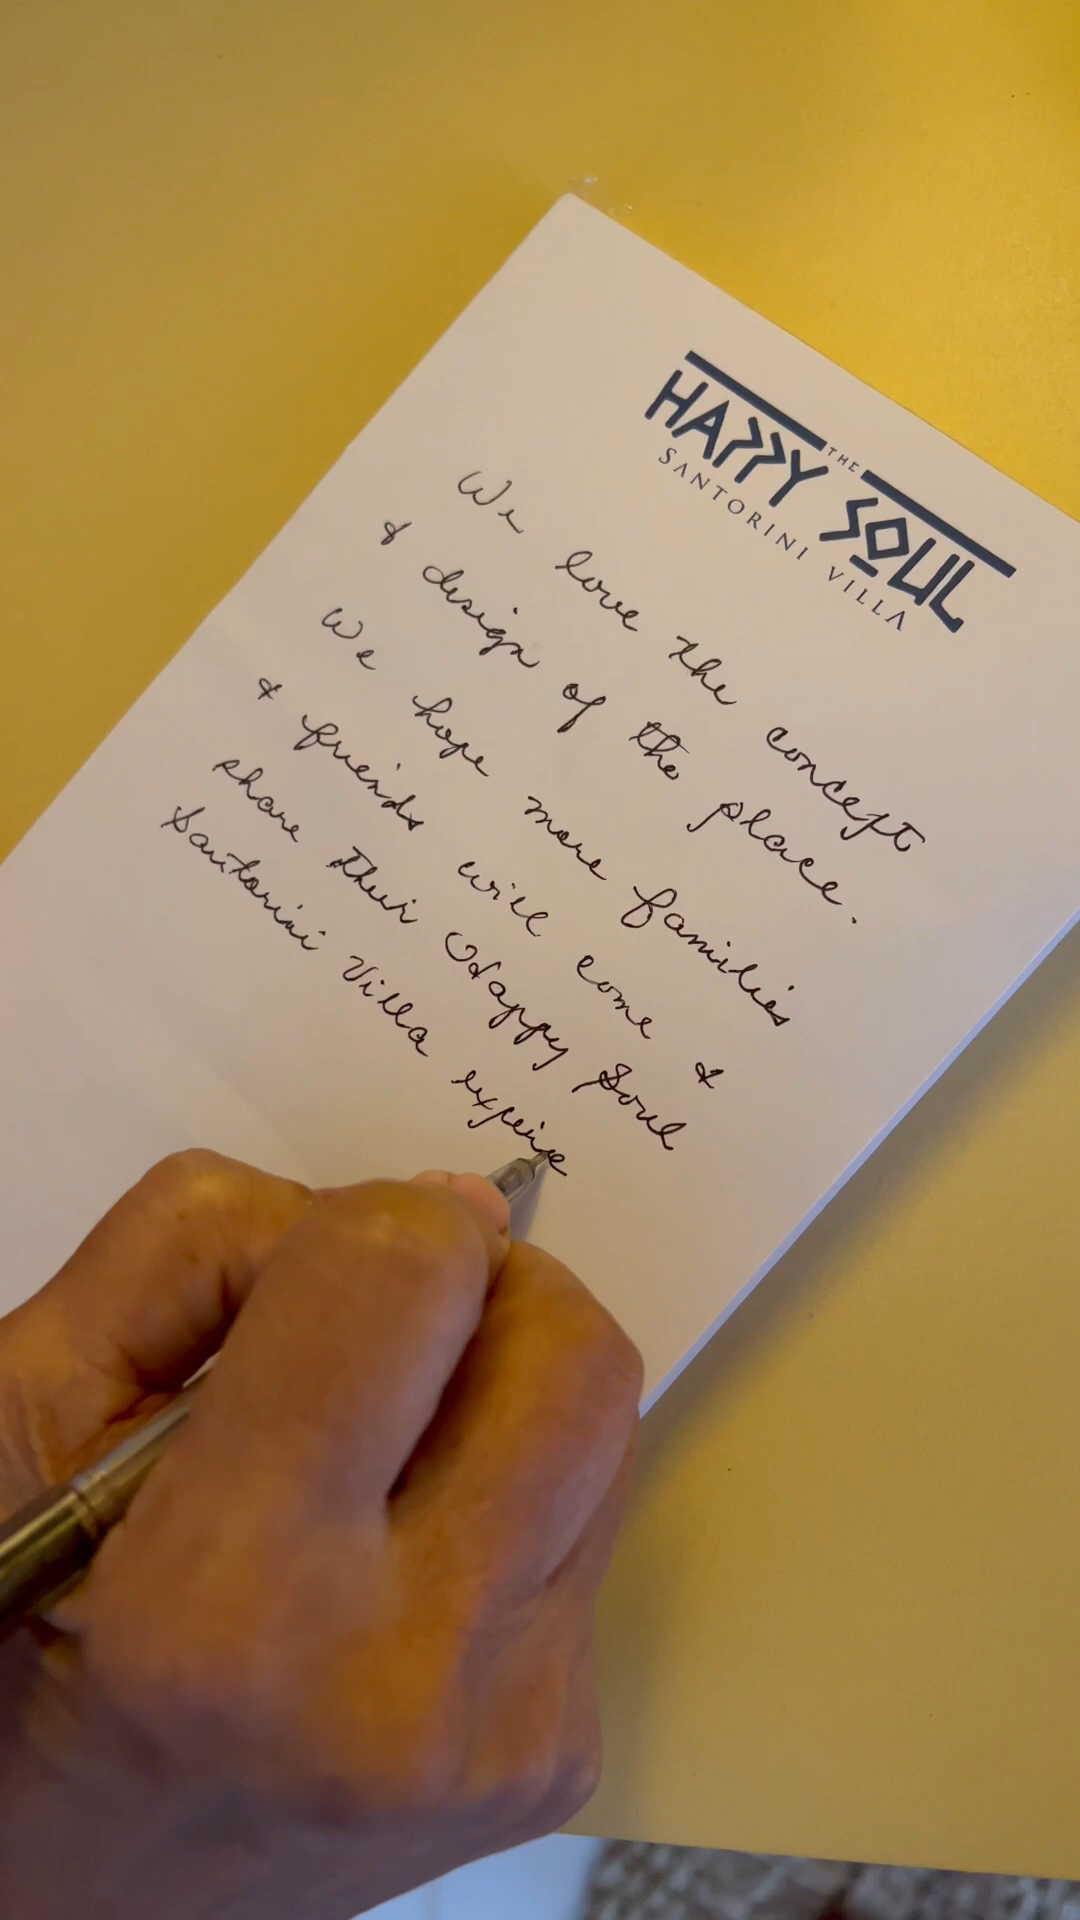 THE
HAPPY SOUL
SANTORINI VILLA
We love the concept
& design of the place.
We hope more families
& friends will come &
share their Happy Soul
Santorini Villa experie